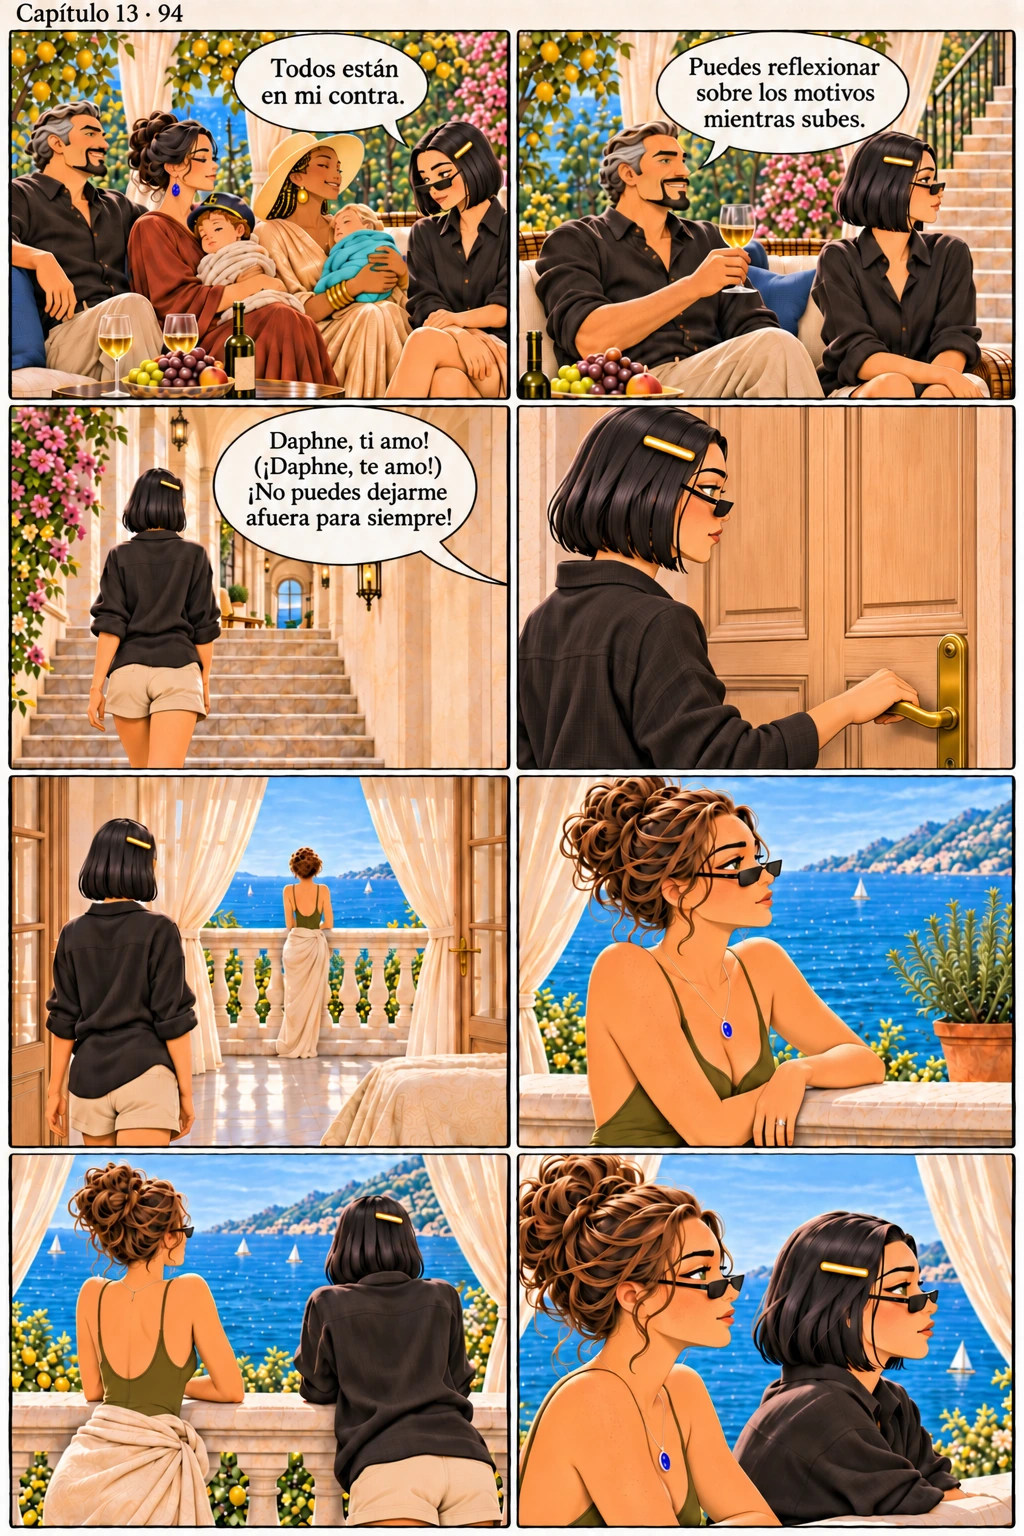 Capítulo 13 · 94
Todos están
en mi contra.
Puedes reflexionar
sobre los motivos
mientras subes.
Daphne, ti amo!
(¡Daphne, te amo!)
¡No puedes dejarme
afuera para siempre!